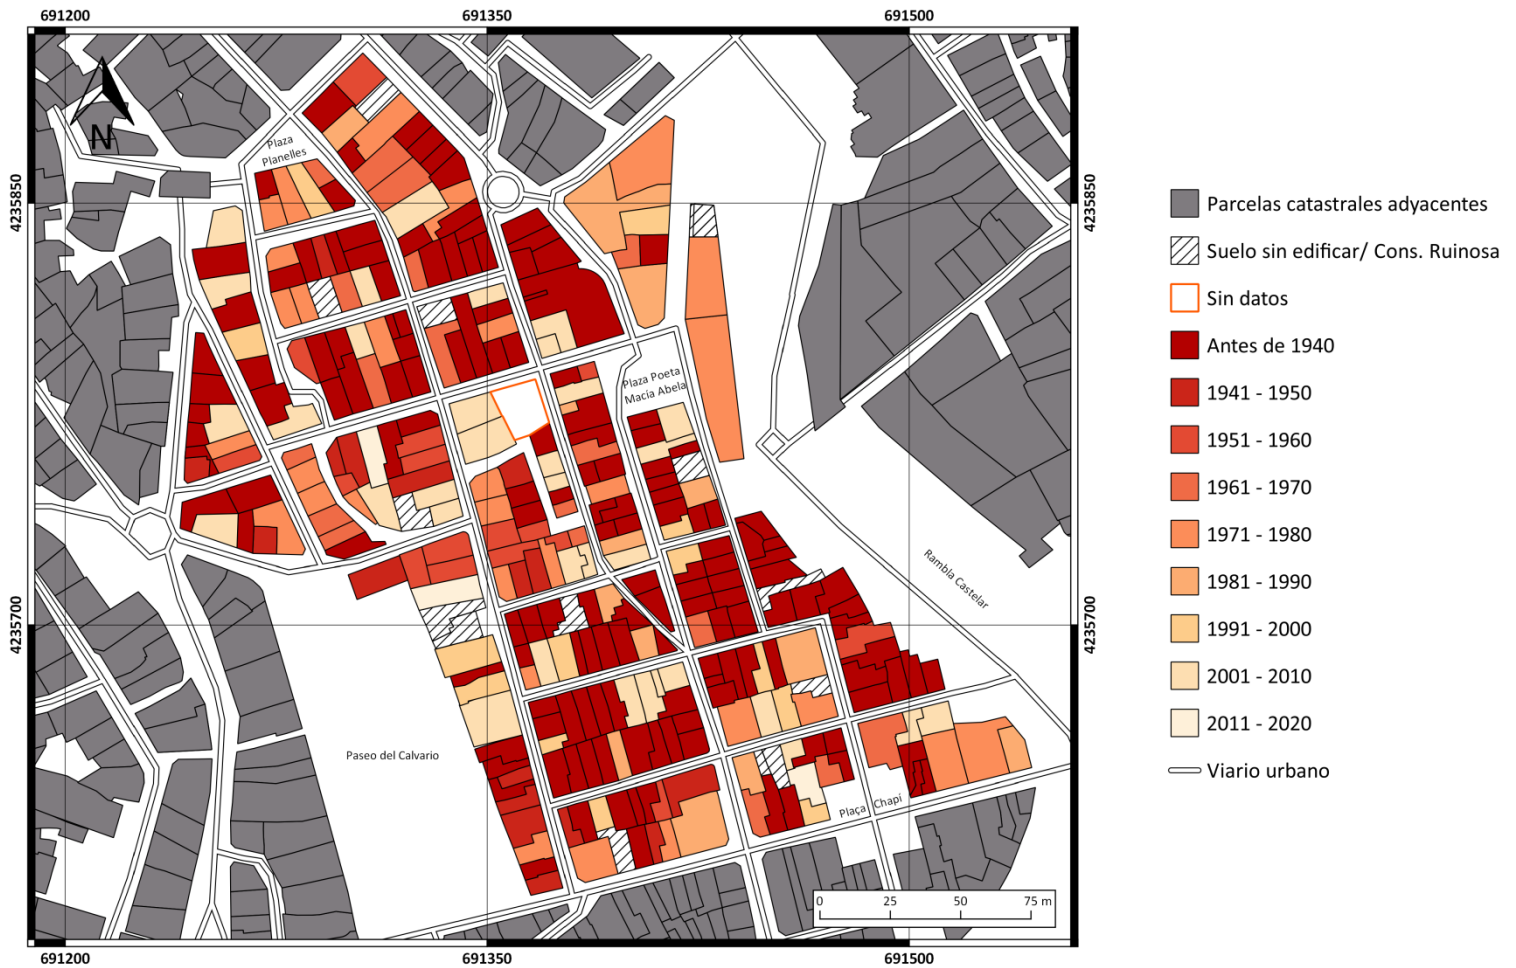 691200
691350
691500
N
Plaza
Planelles
4235850
4235850
Plaza Poeta
Macia Abela
Rambla Castelar
4235700
4235700
Paseo del Calvario
Plaça Chapi
0 25 50 75 m
691200
691350
691500
Parcelas catastrales adyacentes
Suelo sin edificar/ Cons. Ruinosa
Sin datos
Antes de 1940
1941 - 1950
1951 - 1960
1961 - 1970
1971 - 1980
1981 - 1990
1991 - 2000
2001 - 2010
2011 - 2020
Viario urbano